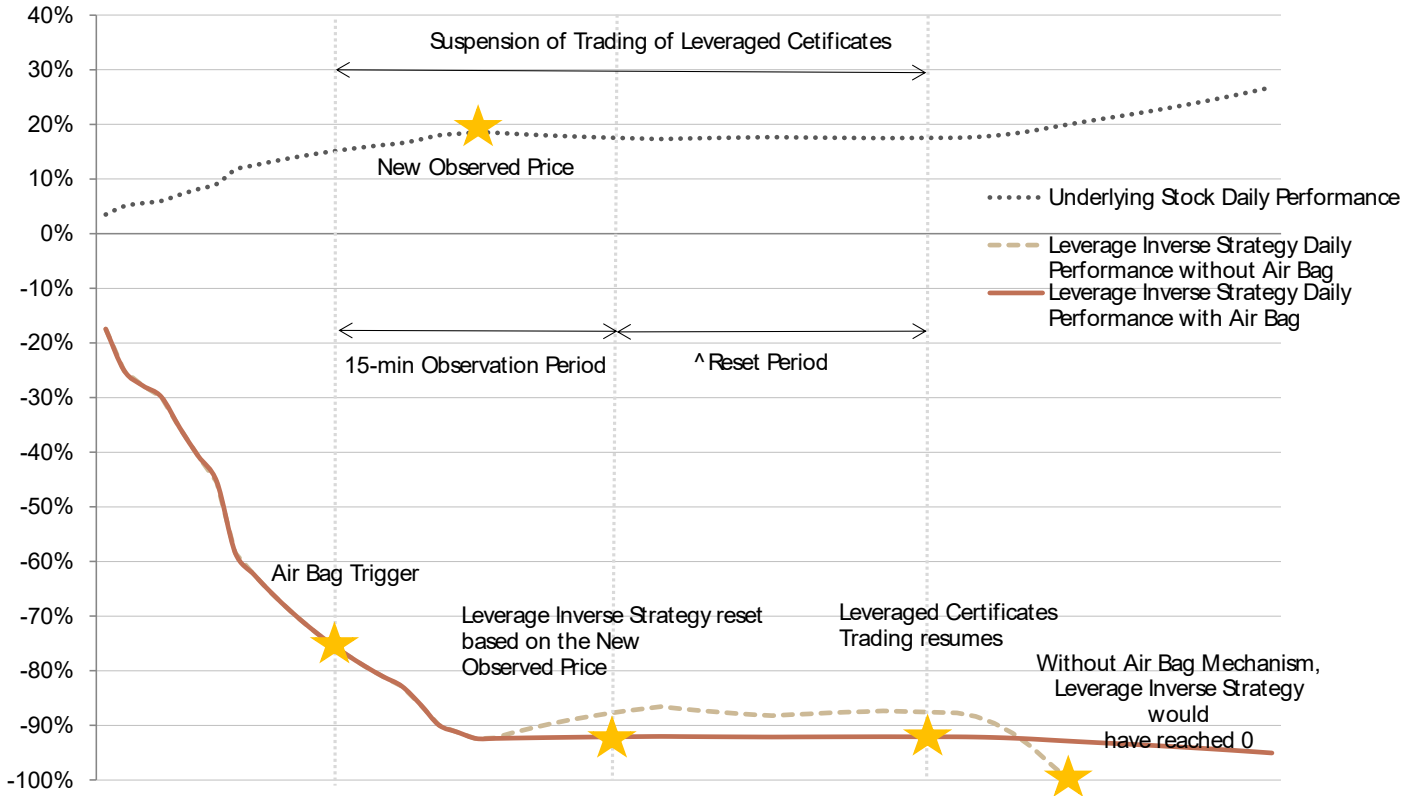 40%
Suspension of Trading of Leveraged Cetificates
30%
20%
New Observed Price
10%
Underlying Stock Daily Performance
0%
Leverage Inverse Strategy Daily
Performance without Air Bag
-10%
Leverage Inverse Strategy Daily
Performance with Air Bag
-20%
15-min Observation Period
^ Reset Period
-30%
-40%
-50%
-60%
Air Bag Trigger
-70%
Leverage Inverse Strategy reset
based on the New
Observed Price
Leveraged Certificates
Trading resumes
-80%
Without Air Bag Mechanism,
Leverage Inverse Strategy
would
have reached 0
-90%
-100%